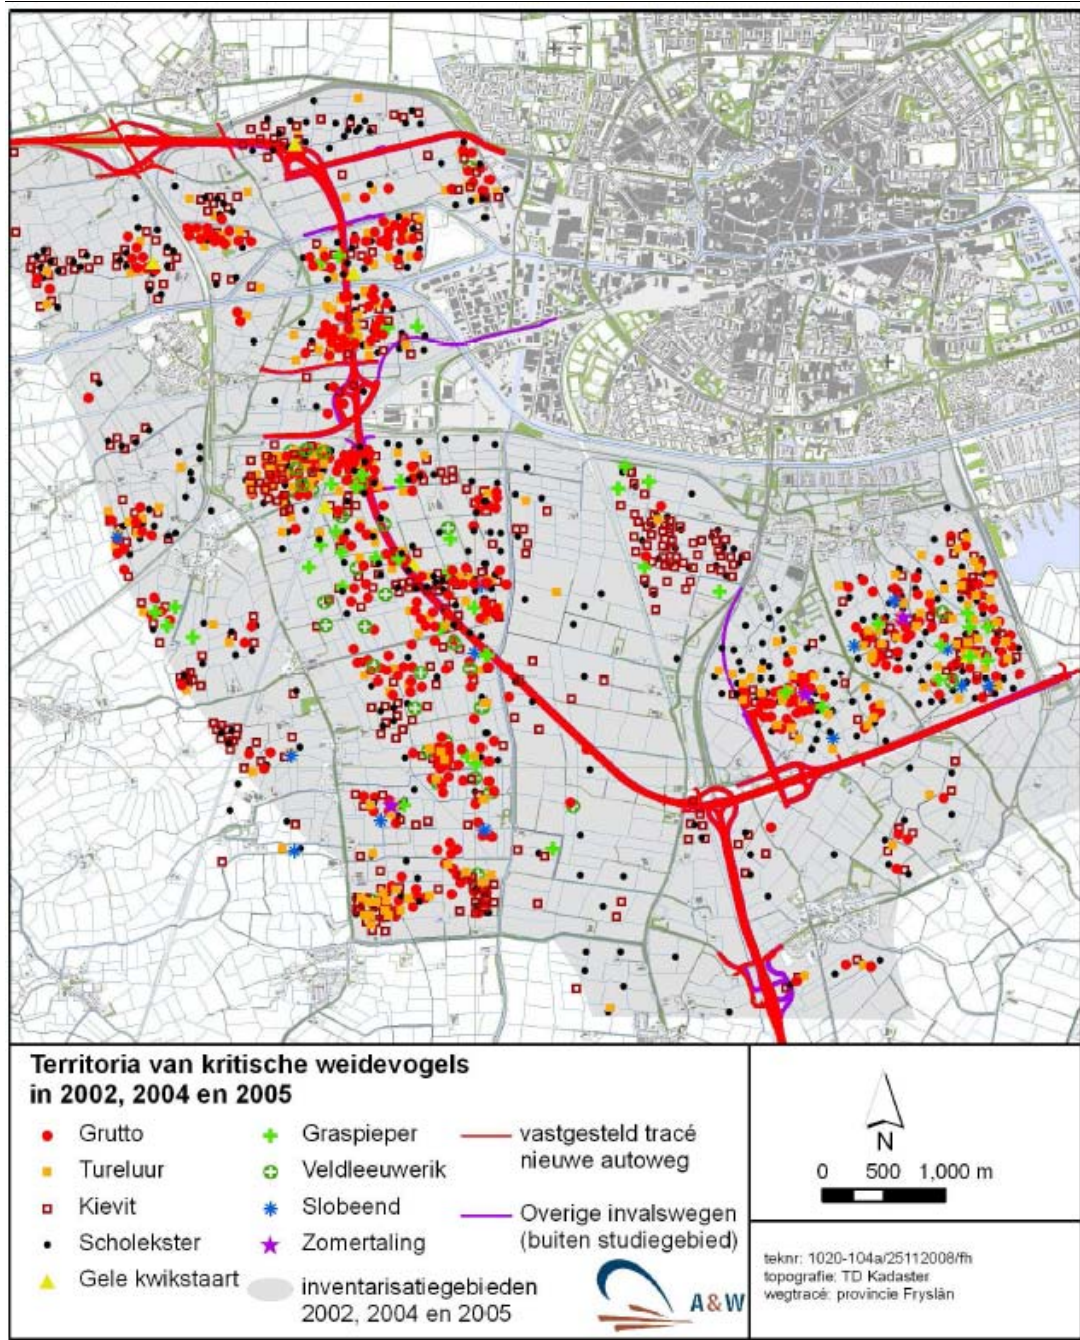 Territoria van kritische weidevogels
in 2002, 2004 en 2005
Grutto
Tureluur
Kievit
Scholekster
Gele kwikstaart
Graspieper
Veldleeuwerik
Slobeend
Zomertaling
inventarisatiegebieden
2002, 2004 en 2005
vastgesteld tracé
nieuwe autoweg
Overige invalswegen
(buiten studiegebied)
A&W
N
0 500 1,000 m
teknr: 1020-104a/25112008/fh
topografie: TD Kadaster
wegtracé: provincie Fryslân